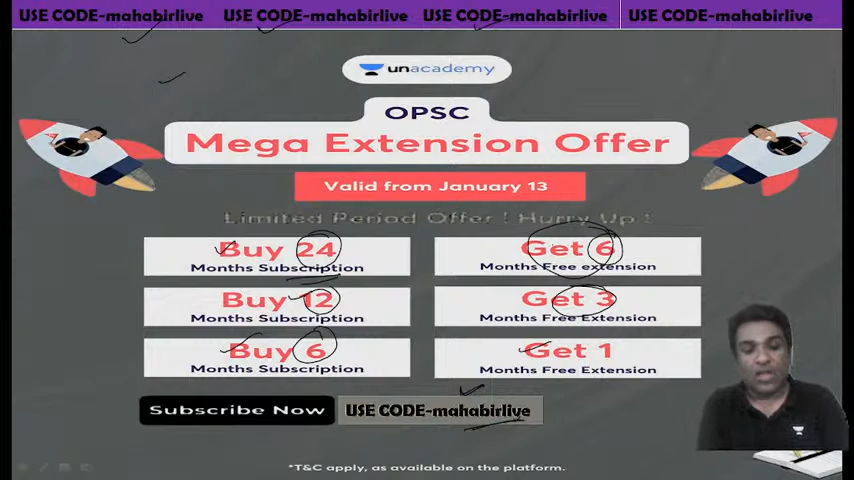 USE CODE-mahabirlive USE CODE-mahabirlive USE CODE-mahabirlive USE CODE-mahabirlive
unacademy
OPSC
Mega Extension Offer
Valid from January 13
Limited Period Offer ! Hurry Up !
Buy 24
Months Subscription
Get 6
Months Free extension
Buy 12
Months Subscription
Get 3
Months Free Extension
Buy 6
Months Subscription
Get 1
Months Free Extension
Subscribe Now
USE CODE-mahabirlive
*T&C apply, as available on the platform.